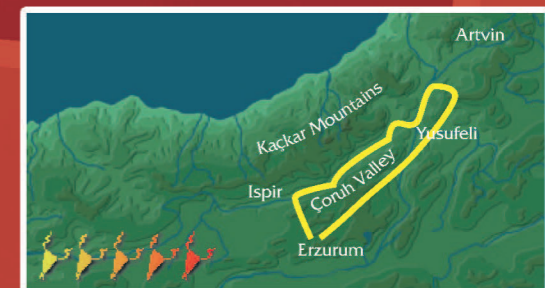 Artvin
Kaçkar Mountains
Yusufeli
Çoruh Valley
Ispir
Erzurum